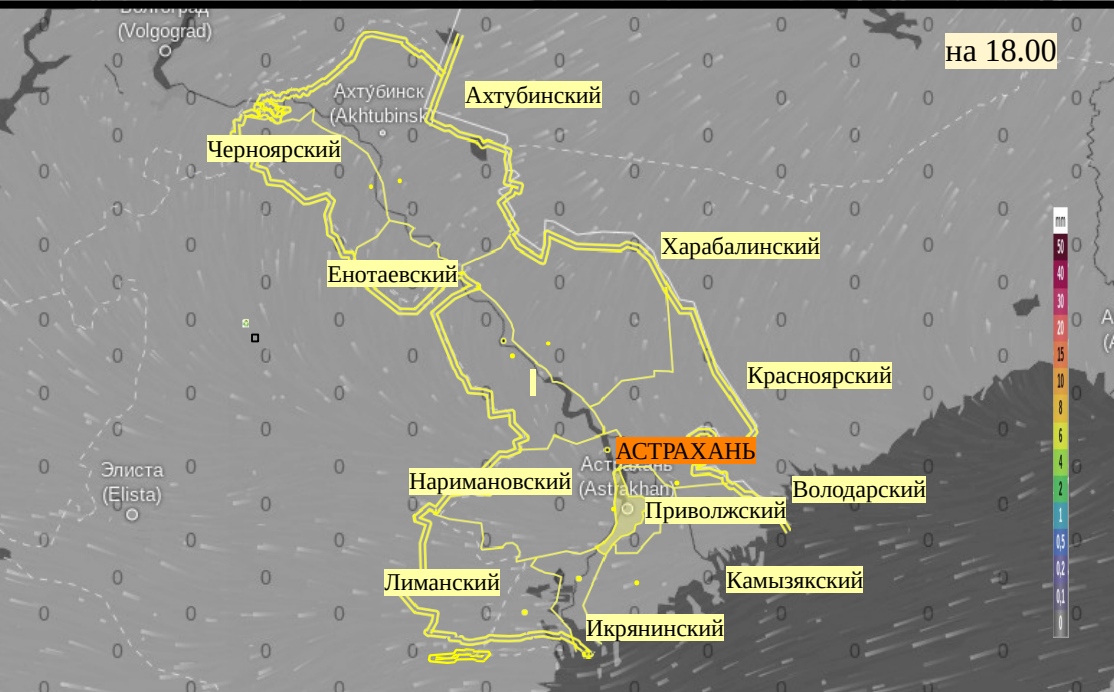 Волгоград
(Volgograd)
на 18.00
Ахту́бинск
(Akhtubinsk)
Ахтубинский
Черноярский
Харабалинский
Енотаевский
mm
50
40
30
20
15
10
8
6
4
2
1
0,5
0,2
0,1
0
Красноярский
АСТРАХАНЬ
Астрахань
(Astrakhan)
Элиста
(Elista)
Наримановский
Володарский
Приволжский
Лиманский
Камызякский
Икрянинский